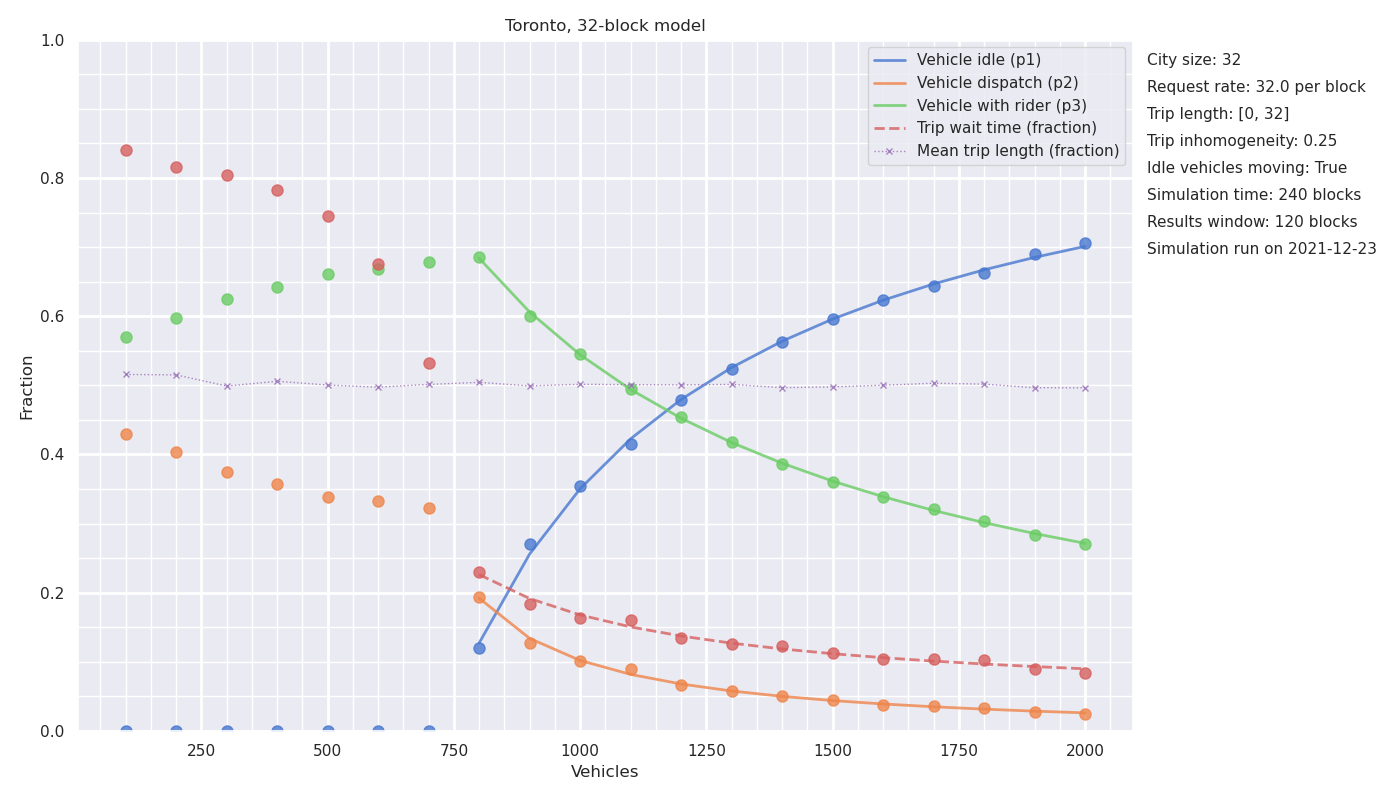 Toronto, 32-block model
1.0
0.8
0.6
0.4
0.2
0.0
Fraction
250
500
750
1000
1250
1500
1750
2000
Vehicles
Vehicle idle (p1)
Vehicle dispatch (p2)
Vehicle with rider (p3)
Trip wait time (fraction)
Mean trip length (fraction)
City size: 32
Request rate: 32.0 per block
Trip length: [0, 32]
Trip inhomogeneity: 0.25
Idle vehicles moving: True
Simulation time: 240 blocks
Results window: 120 blocks
Simulation run on 2021-12-23